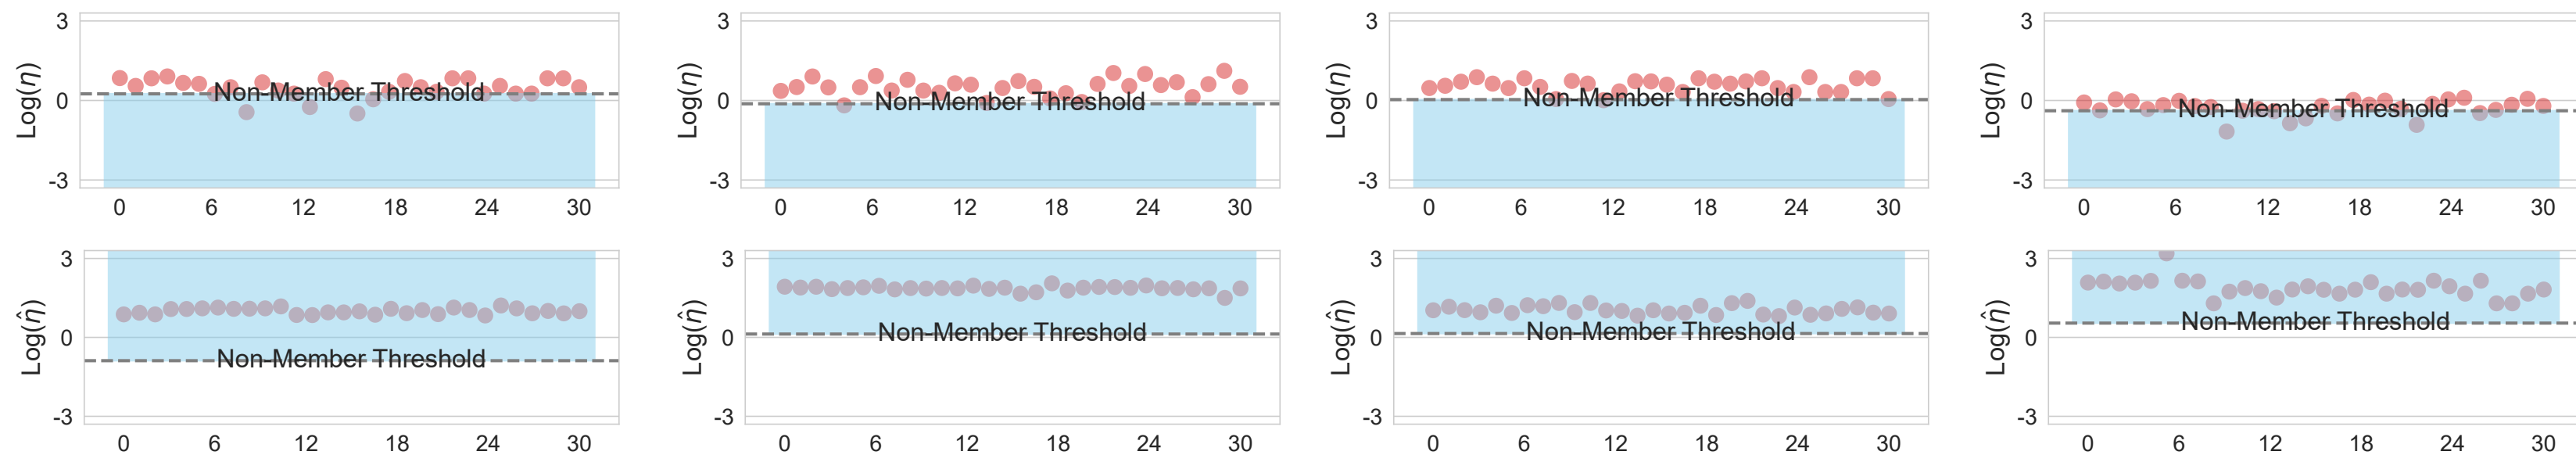 3 3 3 3
Log(η) 0 Non-Member Threshold Log(η) 0 Non-Member Threshold Log(η) 0 Non-Member Threshold Log(η) 0 Non-Member Threshold
-3 -3 -3 -3
0 6 12 18 24 30 0 6 12 18 24 30 0 6 12 18 24 30 0 6 12 18 24 30
3 3 3 3
Log(η̂) 0 Log(η̂) 0 Non-Member Threshold Log(η̂) 0 Non-Member Threshold Log(η̂) 0 Non-Member Threshold
Non-Member Threshold
-3 -3 -3 -3
0 6 12 18 24 30 0 6 12 18 24 30 0 6 12 18 24 30 0 6 12 18 24 30